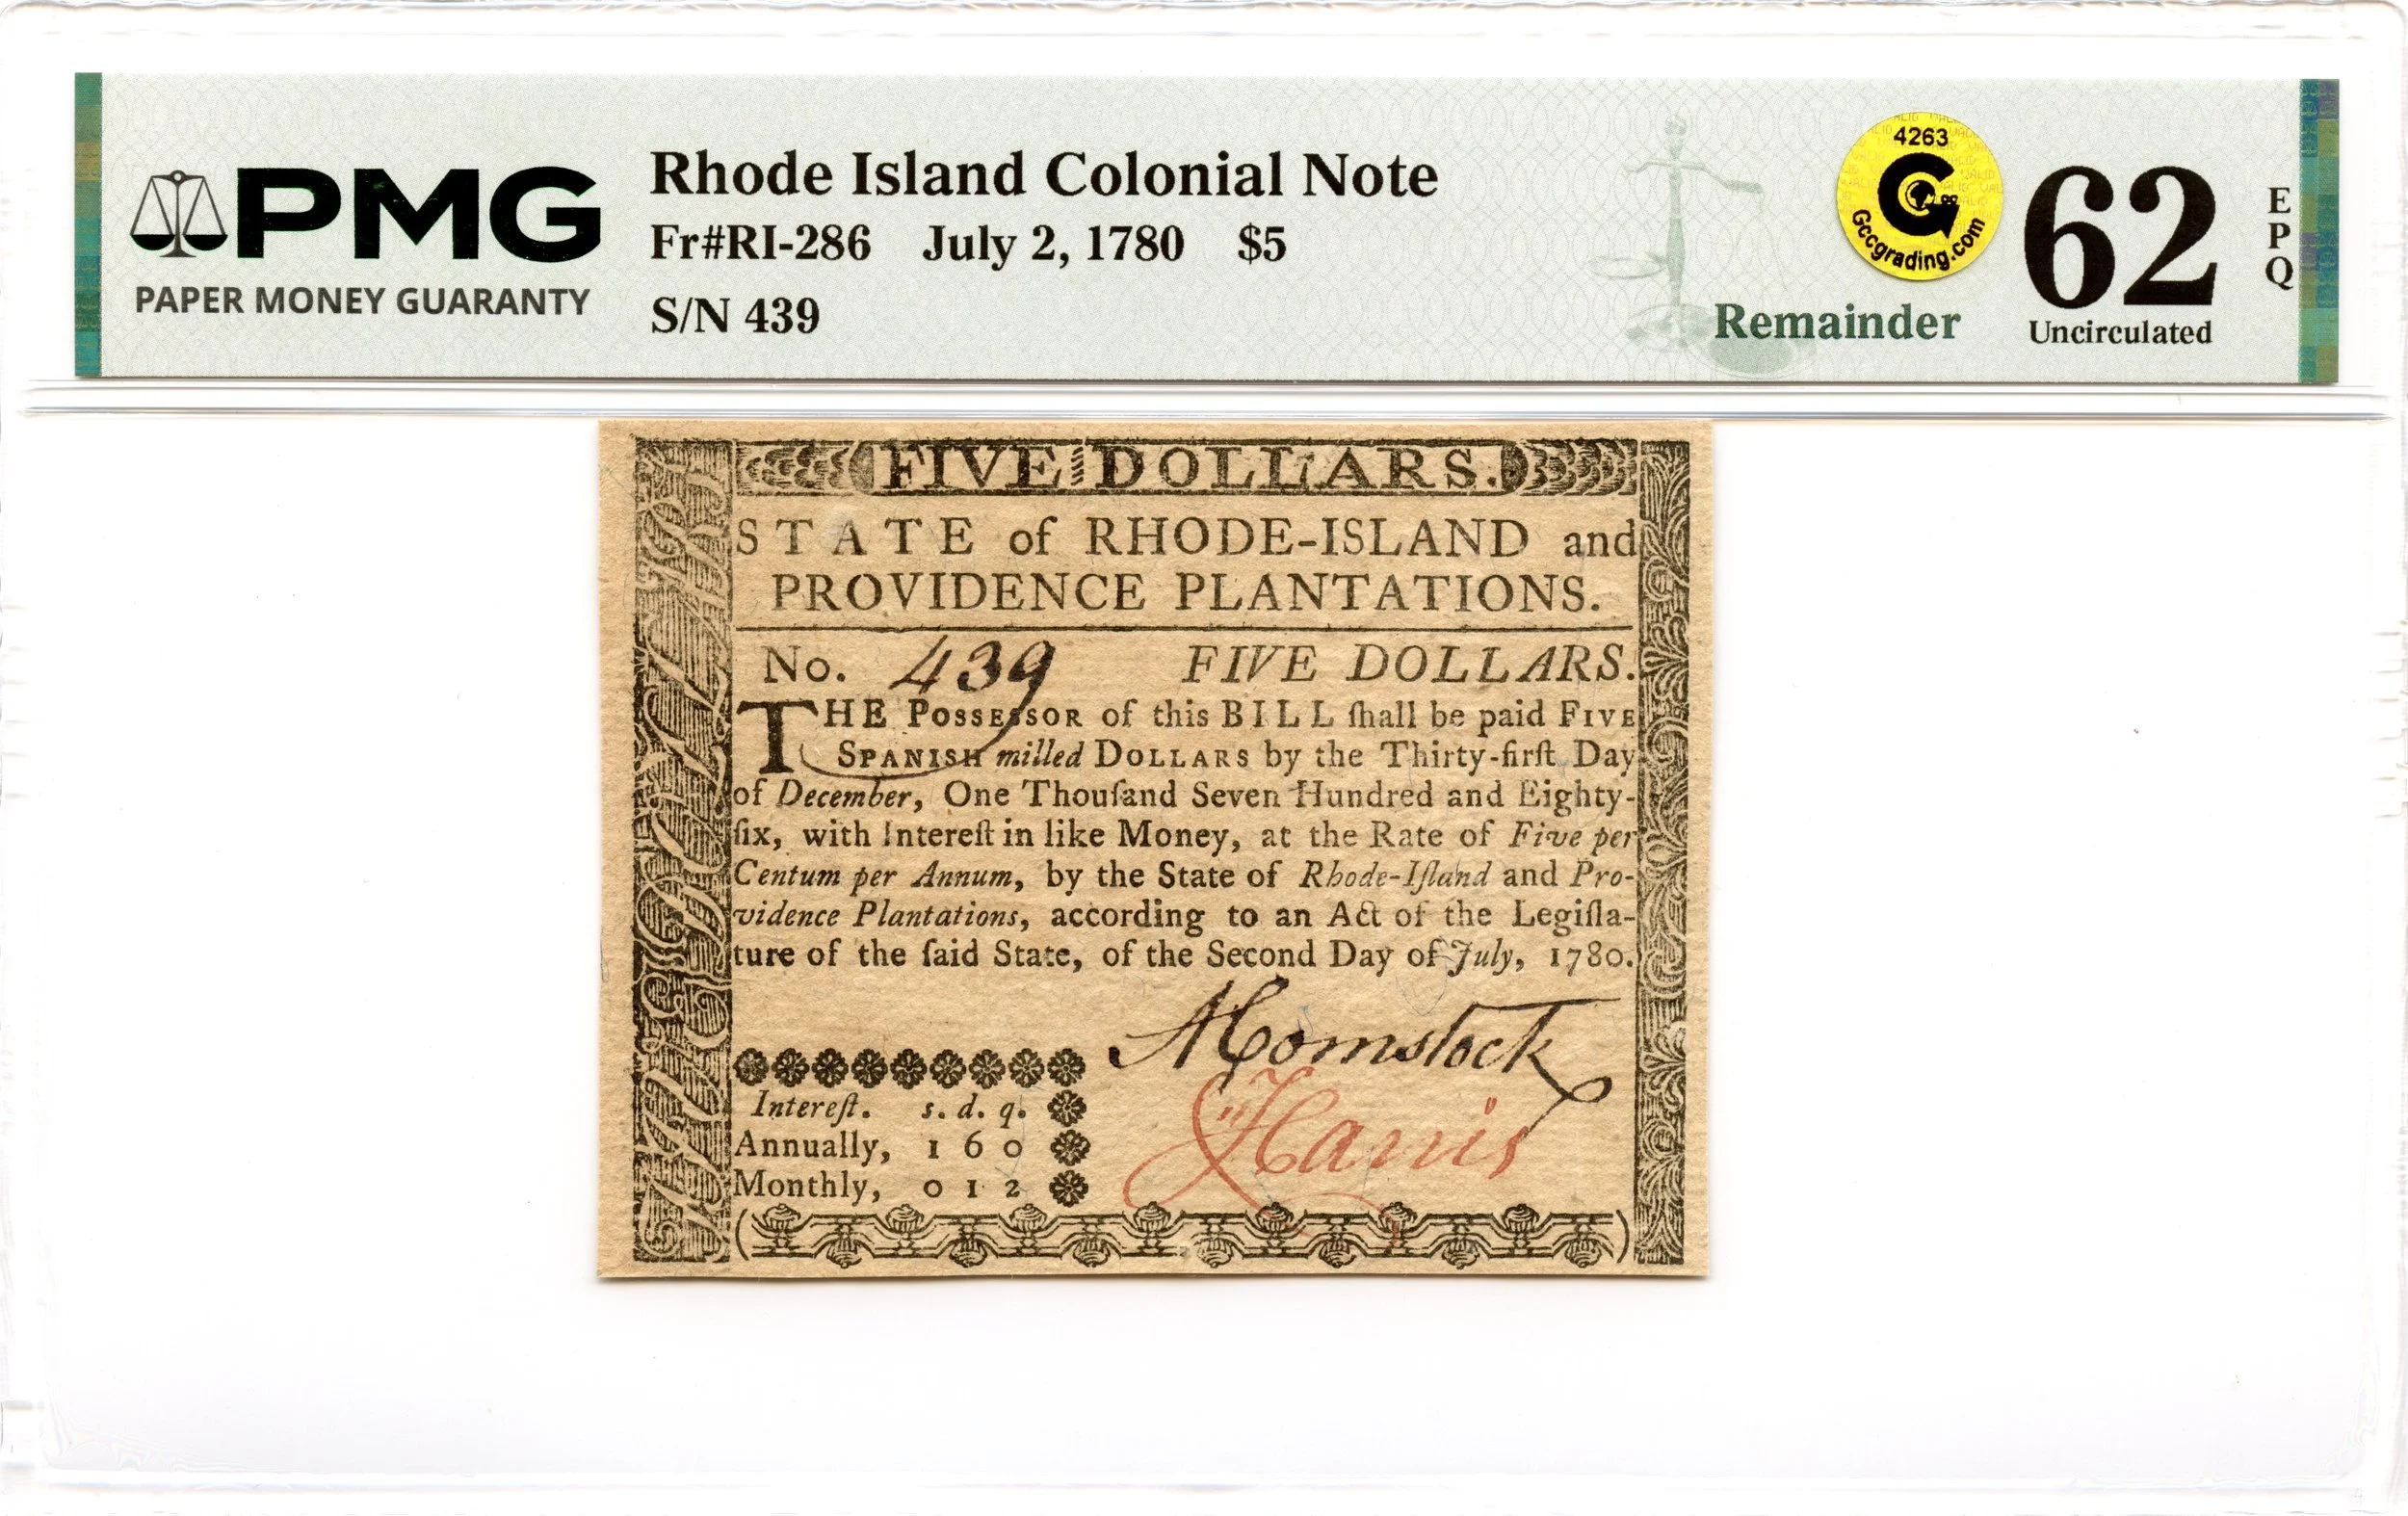 PMG
PAPER MONEY GUARANTY
Rhode Island Colonial Note
Fr#RI-286 July 2, 1780 $5
S/N 439
4263
Gccgrading.com
Remainder
62
Uncirculated
EPQ
FIVE DOLLARS.
STATE of RHODE-ISLAND and
PROVIDENCE PLANTATIONS.
No. 439 FIVE DOLLARS.
THE POSSESSOR of this BILL ſhall be paid FIVE
SPANISH milled DOLLARS by the Thirty-firſt Day
of December, One Thouſand Seven Hundred and Eighty-
ſix, with Intereſt in like Money, at the Rate of Five per
Centum per Annum, by the State of Rhode-Iſland and Pro-
vidence Plantations, according to an Act of the Legiſla-
ture of the ſaid State, of the Second Day of July, 1780.
AComstock
Intereſt. s. d. q.
Annually, 1 6 0
Monthly, 0 1 2
Harris